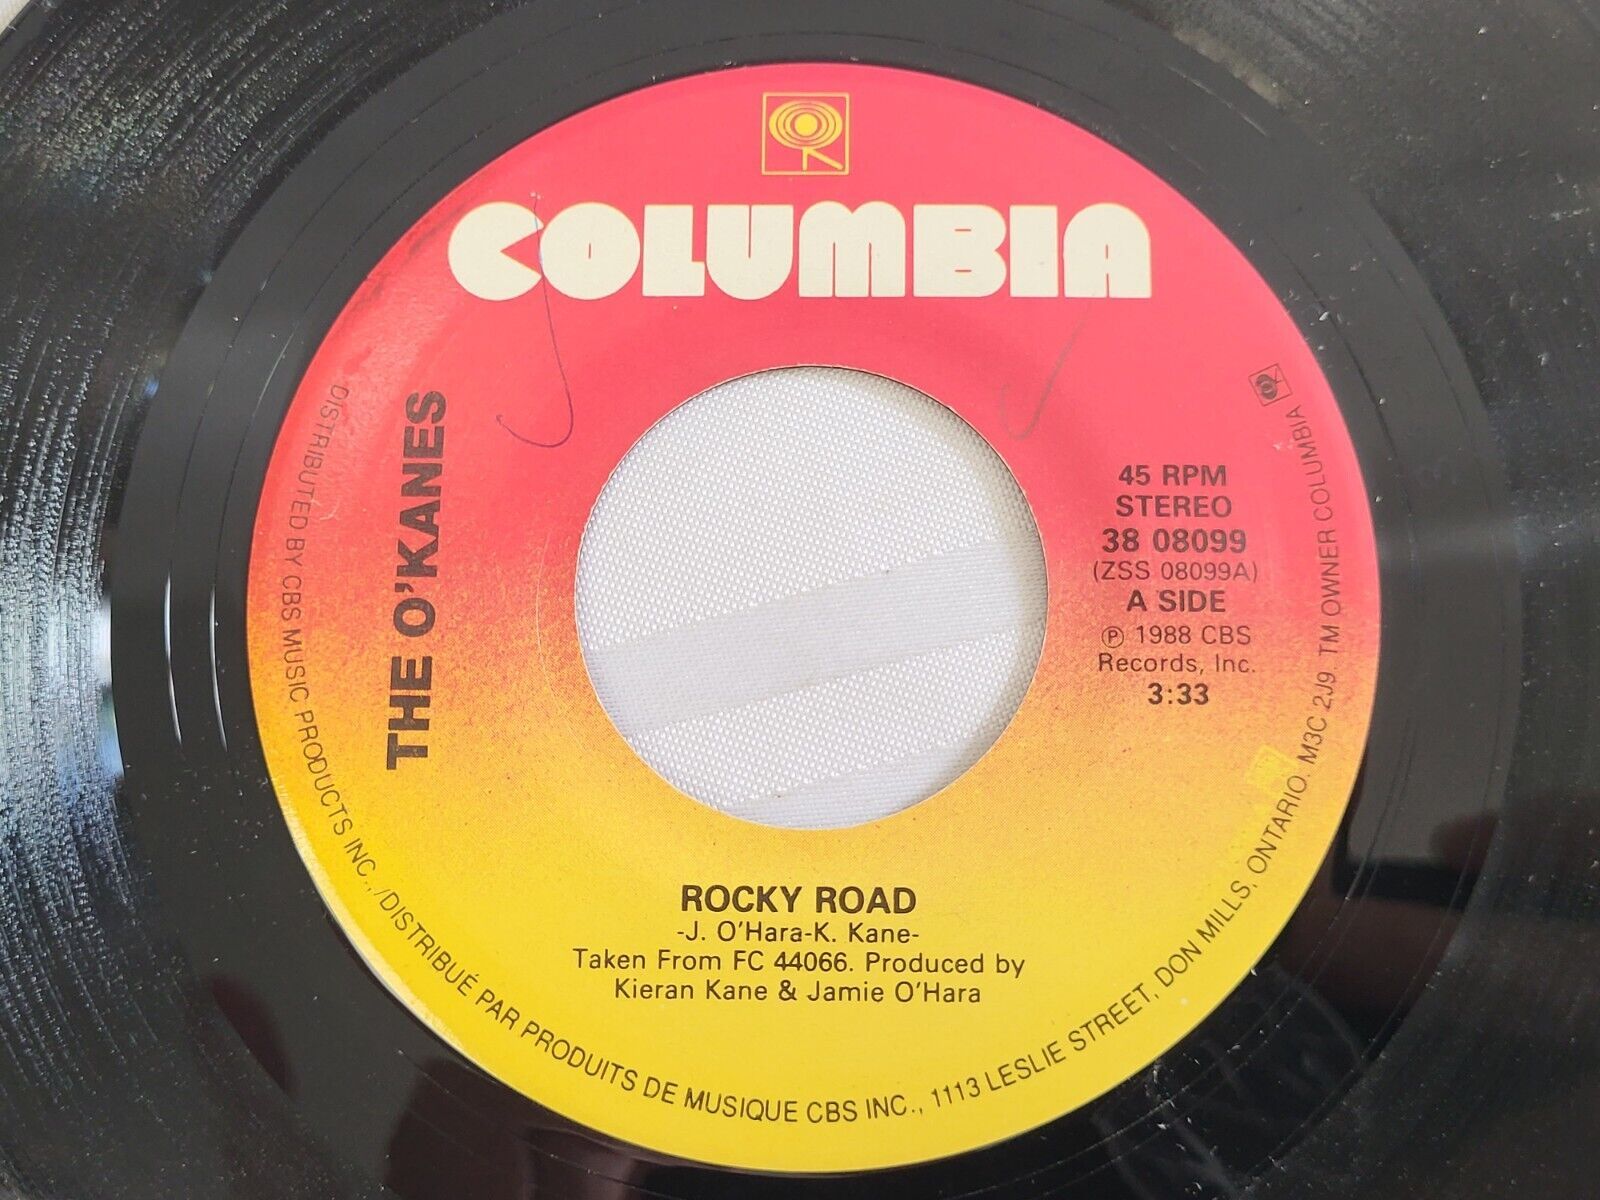 COLUMBIA
THE O'KANES
45 RPM
STEREO
38 08099
(ZSS 08099A)
A SIDE
℗ 1988 CBS
Records, Inc.
3:33
ROCKY ROAD
-J. O'Hara-K. Kane-
Taken From FC 44066. Produced by
Kieran Kane & Jamie O'Hara
DISTRIBUTED BY CBS MUSIC PRODUCTS INC., /DISTRIBUÉ PAR PRODUITS DE MUSIQUE CBS INC., 1113 LESLIE STREET, DON MILLS, ONTARIO. M3C 2J9. TM OWNER COLUMBIA